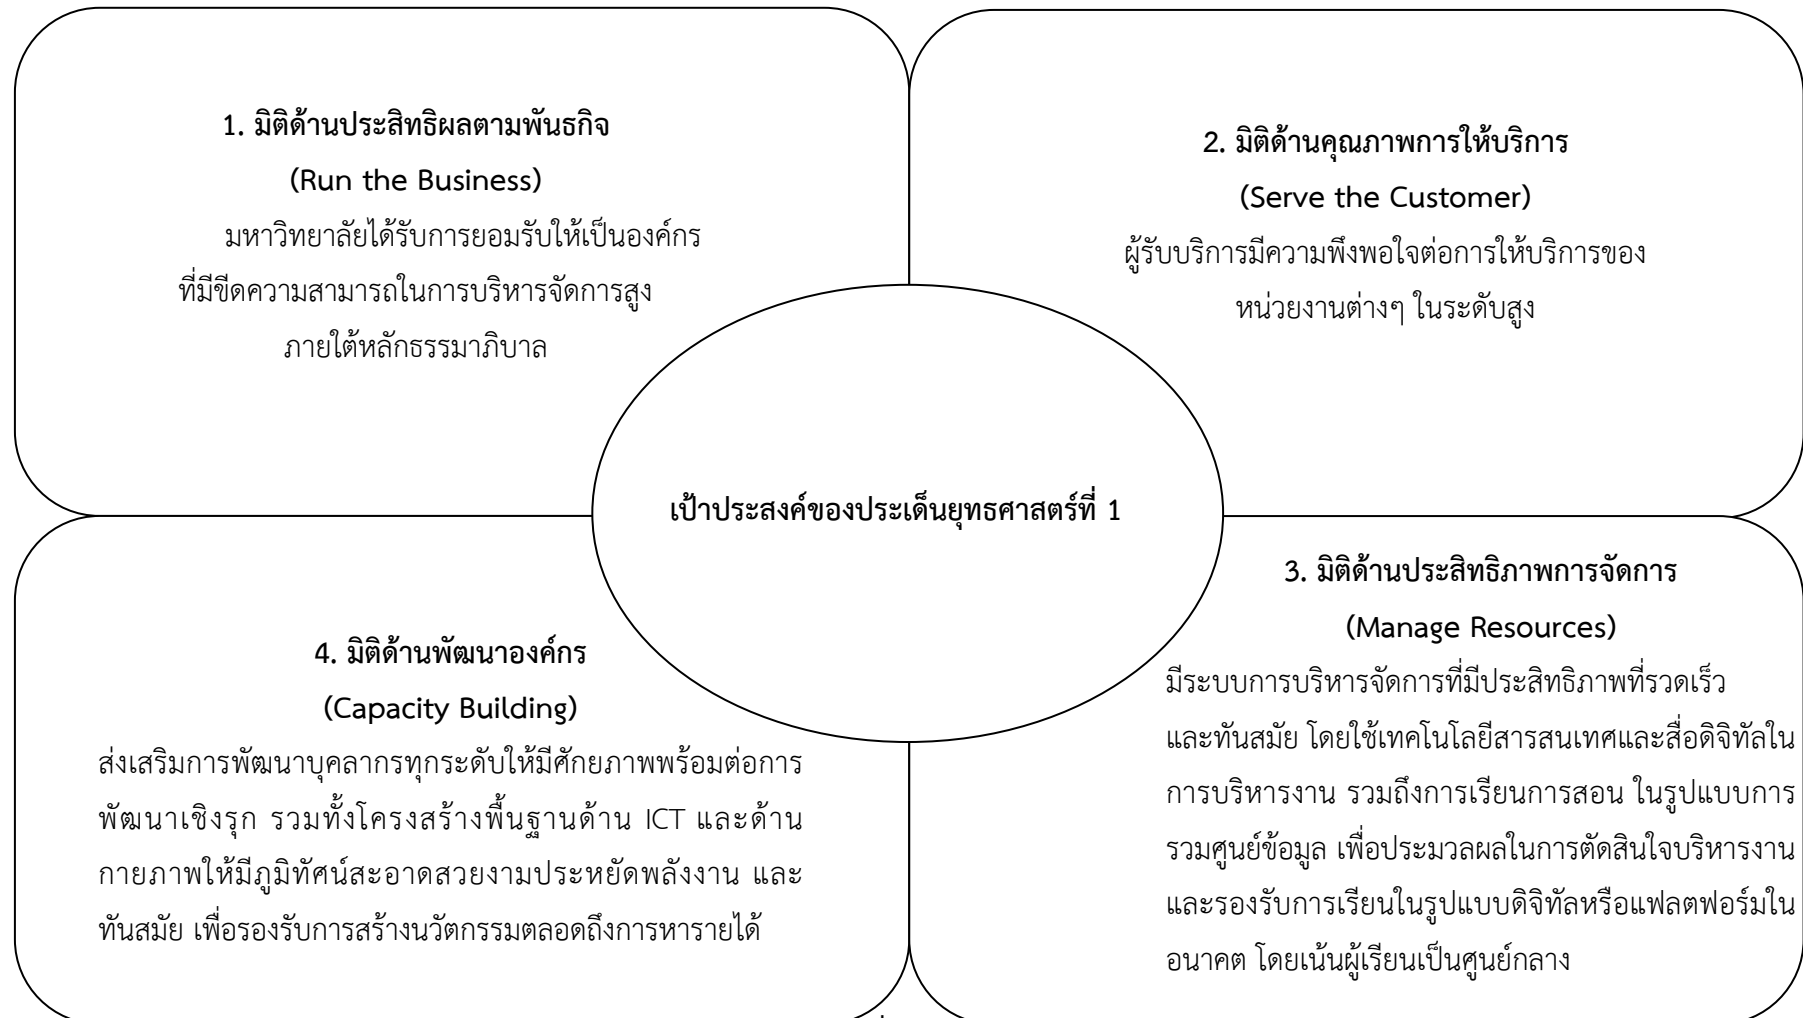 1. มิติด้านประสิทธิผลตามพันธกิจ
(Run the Business)
มหาวิทยาลัยได้รับการยอมรับให้เป็นองค์กร
ที่มีขีดความสามารถในการบริหารจัดการสูง
ภายใต้หลักธรรมาภิบาล
2. มิติด้านคุณภาพการให้บริการ
(Serve the Customer)
ผู้รับบริการมีความพึงพอใจต่อการให้บริการของ
หน่วยงานต่างๆ ในระดับสูง
เป้าประสงค์ของประเด็นยุทธศาสตร์ที่ 1
3. มิติด้านประสิทธิภาพการจัดการ
(Manage Resources)
มีระบบการบริหารจัดการที่มีประสิทธิภาพที่รวดเร็ว
และทันสมัย โดยใช้เทคโนโลยีสารสนเทศและสื่อดิจิทัลใน
การบริหารงาน รวมถึงการเรียนการสอน ในรูปแบบการ
รวมศูนย์ข้อมูล เพื่อประมวลผลในการตัดสินใจบริหารงาน
และรองรับการเรียนในรูปแบบดิจิทัลหรือแฟลตฟอร์มใน
อนาคต โดยเน้นผู้เรียนเป็นศูนย์กลาง
4. มิติด้านพัฒนาองค์กร
(Capacity Building)
ส่งเสริมการพัฒนาบุคลากรทุกระดับให้มีศักยภาพพร้อมต่อการ
พัฒนาเชิงรุก รวมทั้งโครงสร้างพื้นฐานด้าน ICT และด้าน
กายภาพให้มีภูมิทัศน์สะอาดสวยงามประหยัดพลังงาน และ
ทันสมัย เพื่อรองรับการสร้างนวัตกรรมตลอดถึงการหารายได้